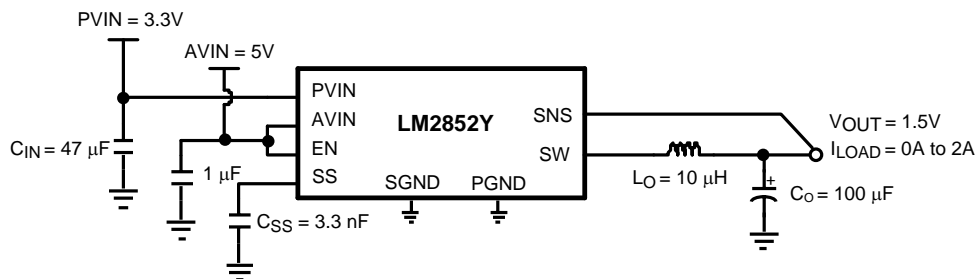 PVIN = 3.3V
AVIN = 5V
PVIN
AVIN
EN
SS
LM2852Y
SNS
SW
SGND
PGND
CIN = 47 μF
1 μF
CSS = 3.3 nF
LO = 10 μH
VOUT = 1.5V
ILOAD = 0A to 2A
+
CO = 100 μF